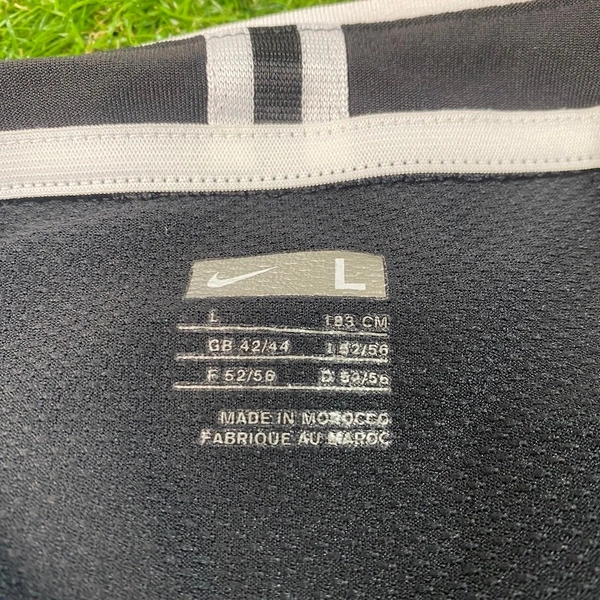 L
L 183 CM
GB 42/44 I 52/56
F 52/56 D 52/56
MADE IN MOROCCO
FABRIQUE AU MAROC